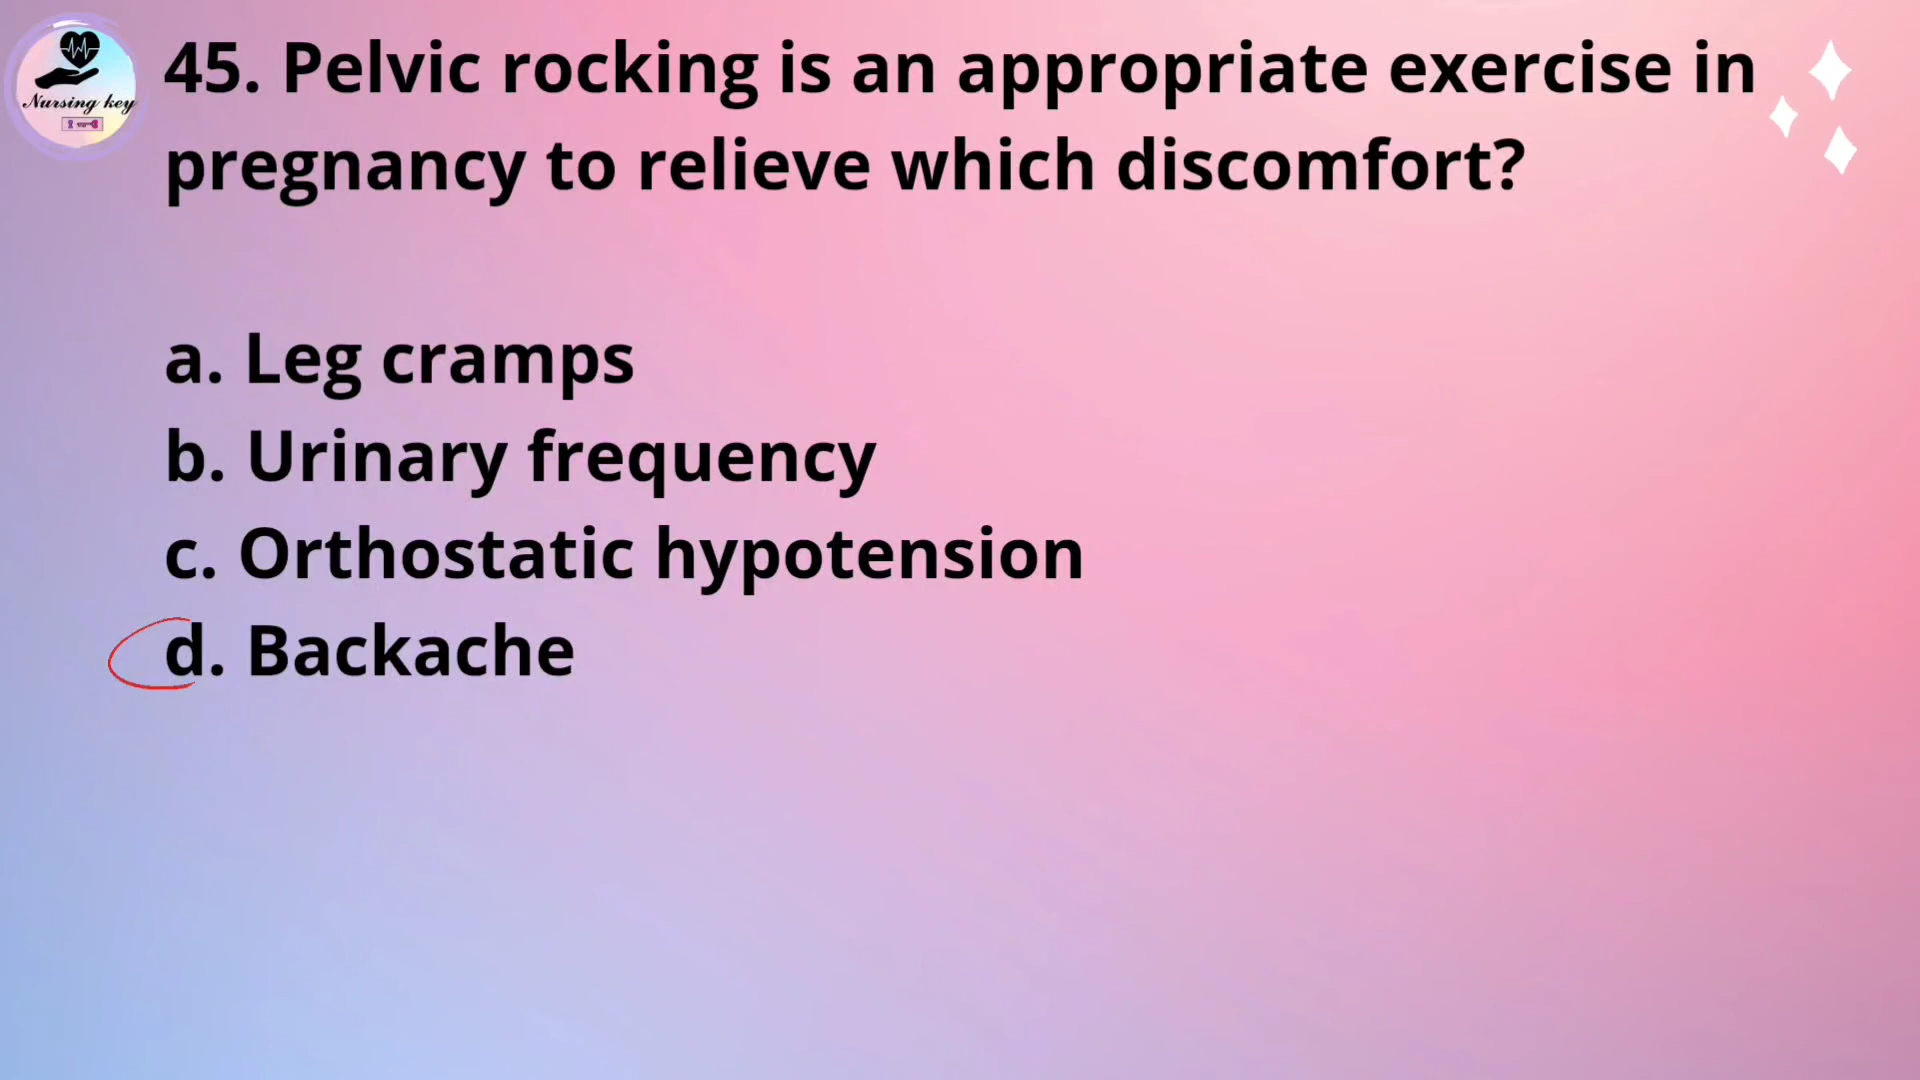 Nursing key
45. Pelvic rocking is an appropriate exercise in
pregnancy to relieve which discomfort?
a. Leg cramps
b. Urinary frequency
c. Orthostatic hypotension
d. Backache